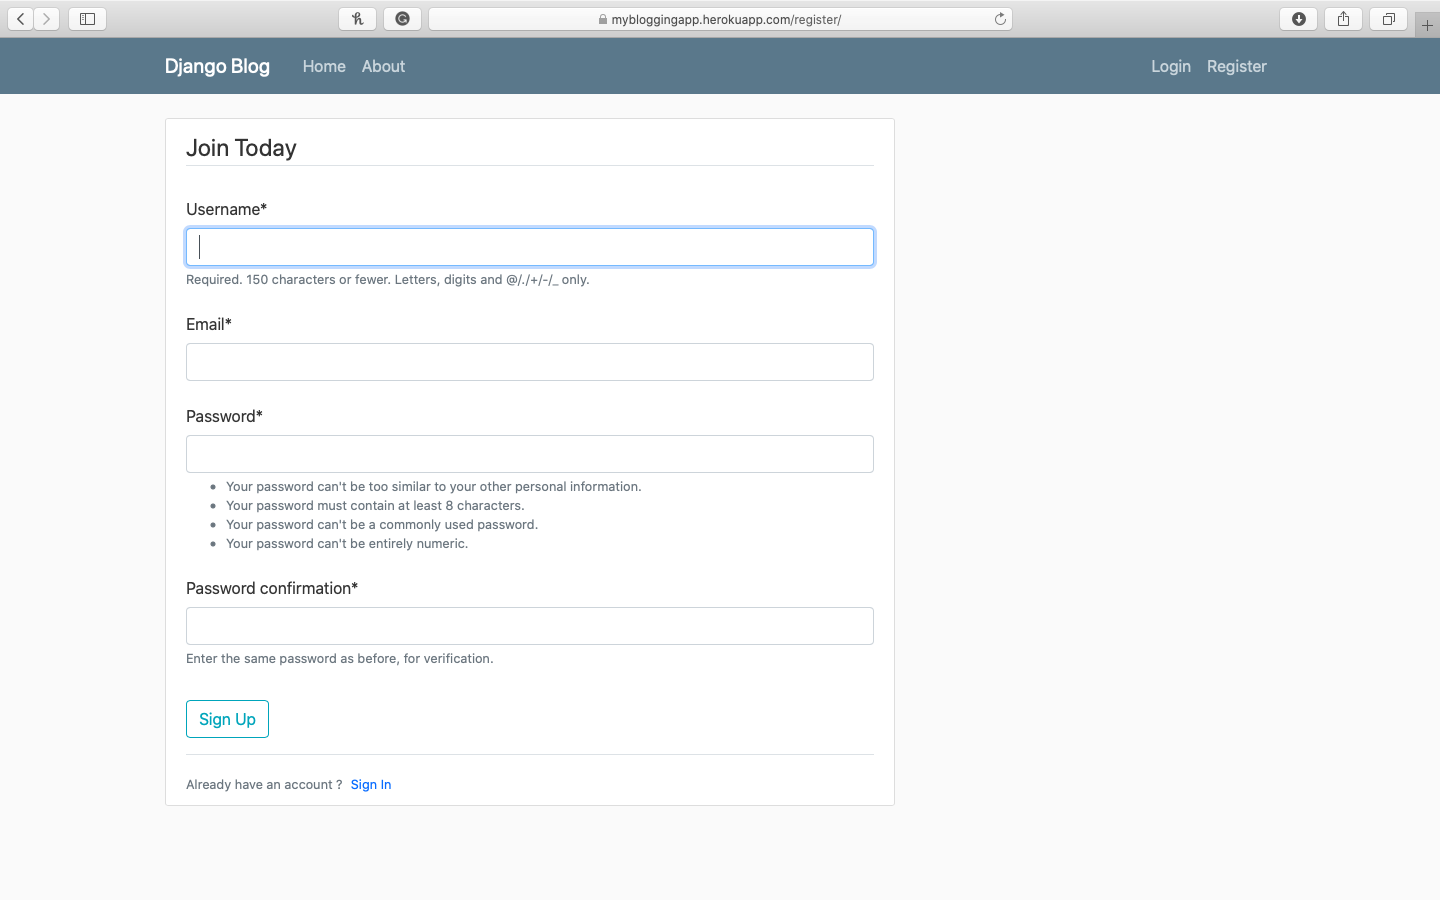 mybloggingapp.herokuapp.com/register/
Django Blog Home About Login Register
Join Today
Username*
Required. 150 characters or fewer. Letters, digits and @/./+/-/_ only.
Email*
Password*
Your password can't be too similar to your other personal information.
Your password must contain at least 8 characters.
Your password can't be a commonly used password.
Your password can't be entirely numeric.
Password confirmation*
Enter the same password as before, for verification.
Sign Up
Already have an account ? Sign In